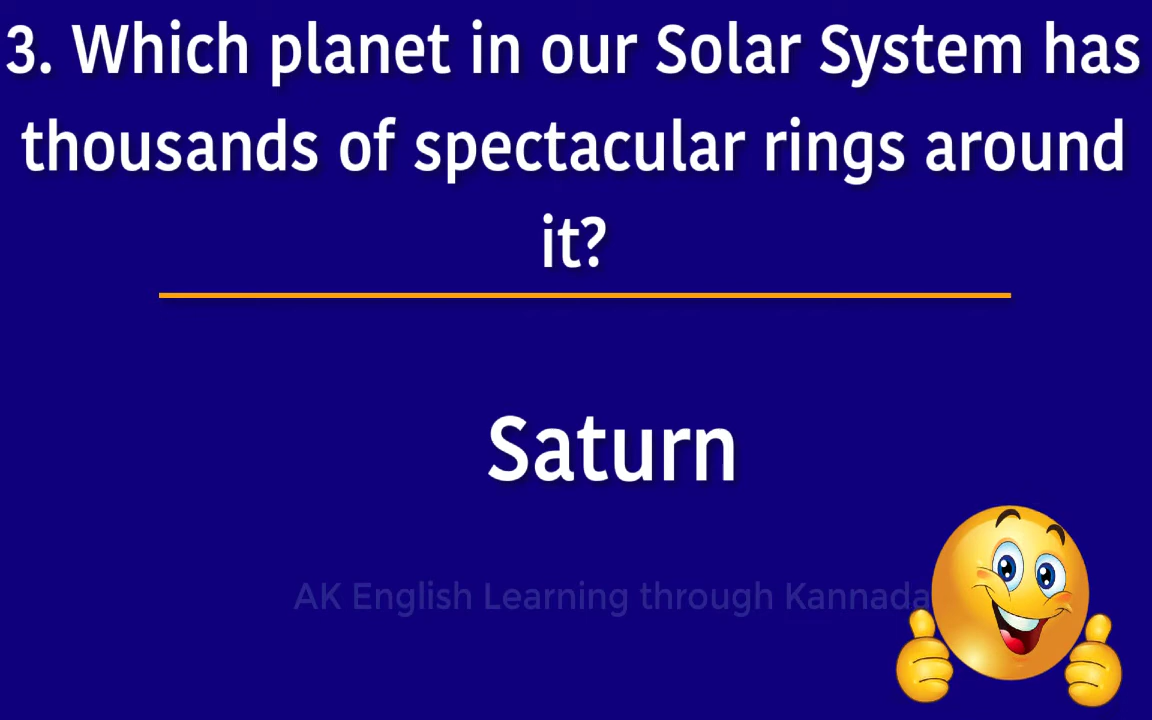 3. Which planet in our Solar System has
thousands of spectacular rings around
it?
Saturn
AK English Learning through Kannada